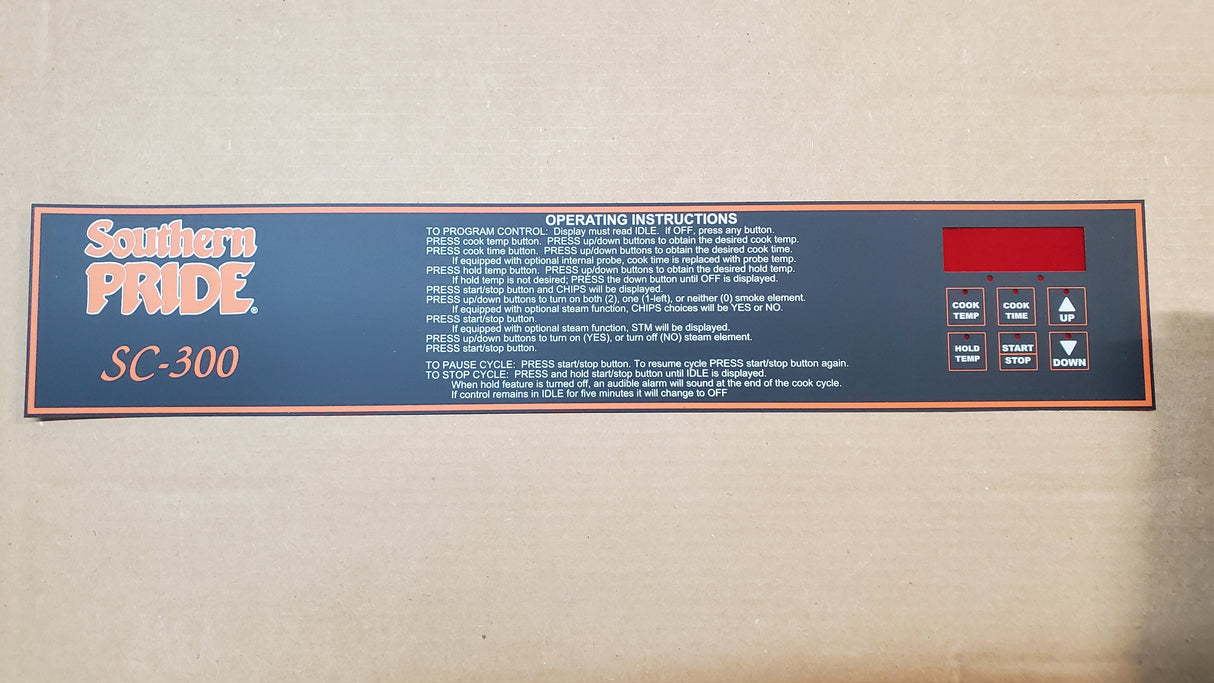 Southern
PRIDE®
SC-300
OPERATING INSTRUCTIONS
TO PROGRAM CONTROL: Display must read IDLE. If OFF, press any button.
PRESS cook temp button. PRESS up/down buttons to obtain the desired cook temp.
PRESS cook time button. PRESS up/down buttons to obtain the desired cook time.
If equipped with optional internal probe, cook time is replaced with probe temp.
PRESS hold temp button. PRESS up/down buttons to obtain the desired hold temp.
If hold temp is not desired; PRESS the down button until OFF is displayed.
PRESS start/stop button and CHIPS will be displayed.
PRESS up/down buttons to turn on both (2), one (1-left), or neither (0) smoke element.
If equipped with optional steam function, CHIPS choices will be YES or NO.
PRESS start/stop button.
If equipped with optional steam function, STM will be displayed.
PRESS up/down buttons to turn on (YES), or turn off (NO) steam element.
PRESS start/stop button.
TO PAUSE CYCLE: PRESS start/stop button. To resume cycle PRESS start/stop button again.
TO STOP CYCLE: PRESS and hold start/stop button until IDLE is displayed.
When hold feature is turned off, an audible alarm will sound at the end of the cook cycle.
If control remains in IDLE for five minutes it will change to OFF
COOK
TEMP
COOK
TIME
UP
HOLD
TEMP
START
STOP
DOWN